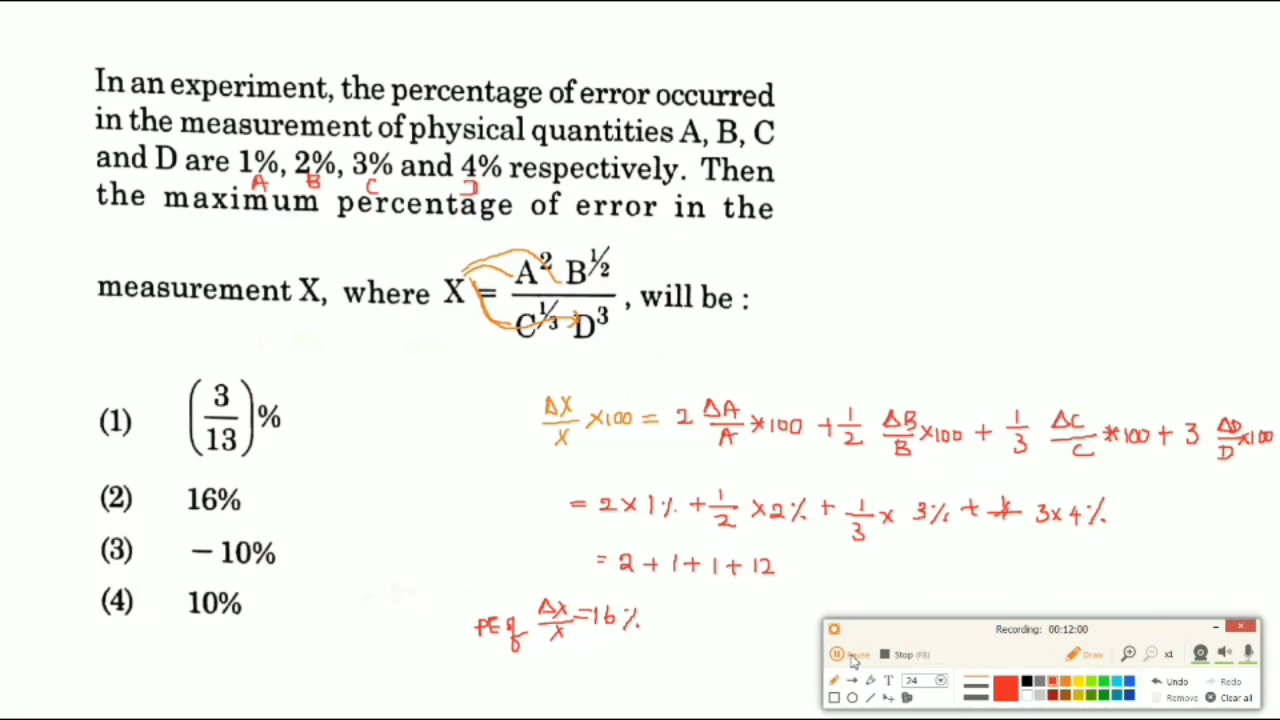 In an experiment, the percentage of error occurred
in the measurement of physical quantities A, B, C
and D are 1%, 2%, 3% and 4% respectively. Then
A B C D
the maximum percentage of error in the
measurement X, where X = A² B^½ / C^⅓ D³ , will be :
(1) (3/13)%
(2) 16%
(3) – 10%
(4) 10%
ΔX/X ×100 = 2 ΔA/A ×100 + 1/2 ΔB/B ×100 + 1/3 ΔC/C ×100 + 3 ΔD/D ×100
= 2 × 1% + 1/2 × 2% + 1/3 × 3% + 3 × 4%
= 2 + 1 + 1 + 12
PE of ΔX/X = 16%
Recording: 00:12:00
Pause Stop (F8) Draw x1
T 24 Undo Redo
Remove Clear all